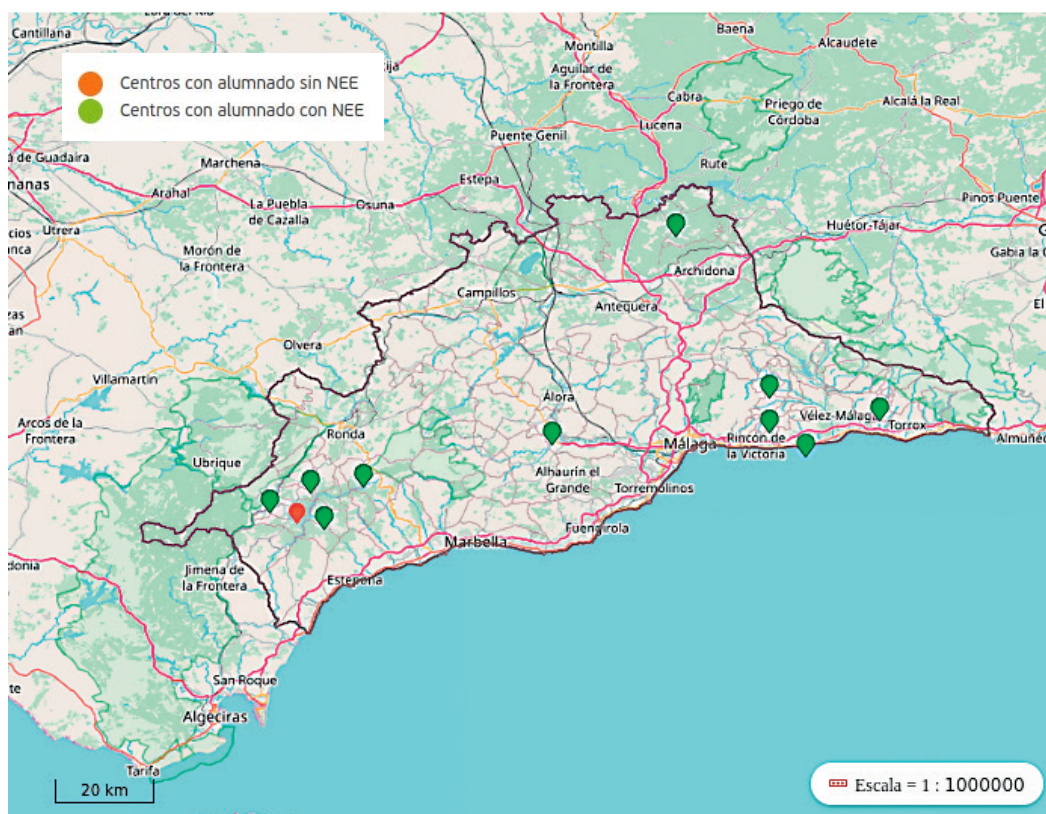 Cantillana
Baena
Montilla
Alcaudete
Aguilar de
la Frontera
Centros con alumnado sin NEE
Centros con alumnado con NEE
Cabra
Priego de
Córdoba
Alcalá la Real
Lucena
Puente Genil
de Guadaira
Marchena
Rute
Estepa
Arahal
La Puebla
de Cazalla
Osuna
Pinos Puente
Utrera
Huétor-Tájar
Morón de
la Frontera
Archidona
Campillos
Antequera
Olvera
Villamartin
Álora
Arcos de la
Frontera
Vélez-Málaga
Torrox
Ronda
Málaga
Rincón de
la Victoria
Ubrique
Alhaurín el
Grande
Torremolinos
Fuengirola
Marbella
Jimena de
la Frontera
Estepona
San Roque
Algeciras
Tarifa
20 km
Escala = 1 : 1000000